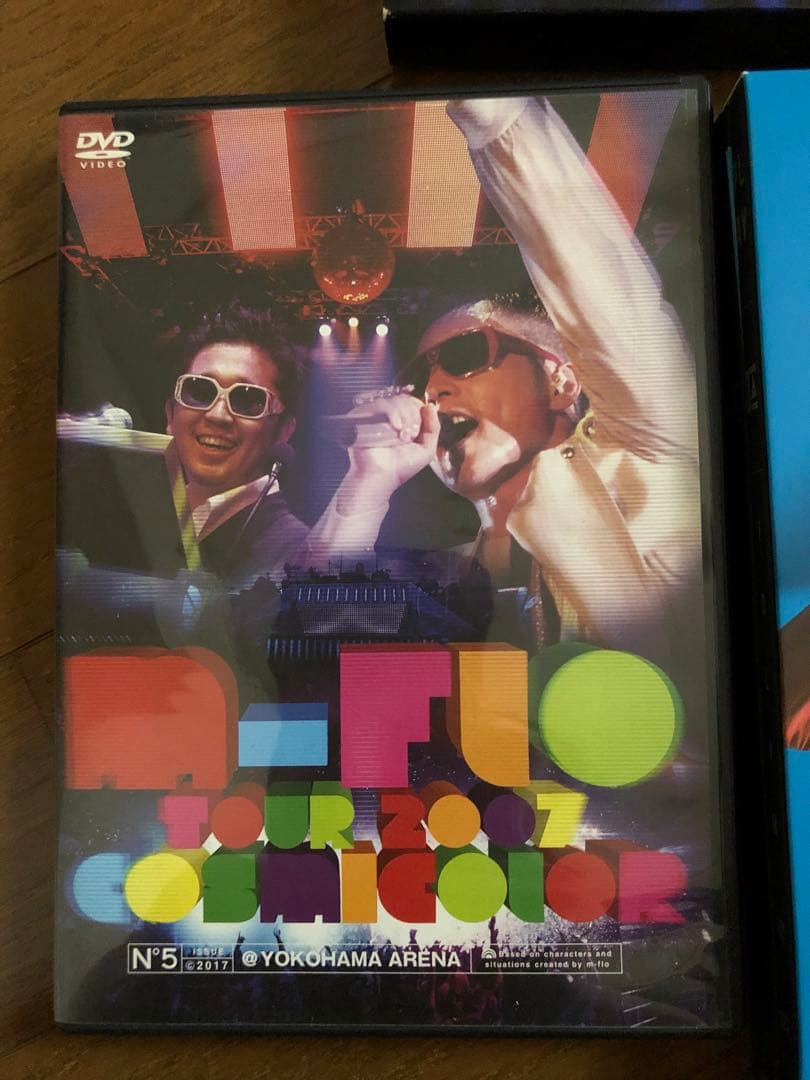 DVD
VIDEO
m-flo
TOUR 2007
COSMICOLOR
N°5 ISSUE ©2017 @YOKOHAMA ARENA based on characters and situations created by m-flo